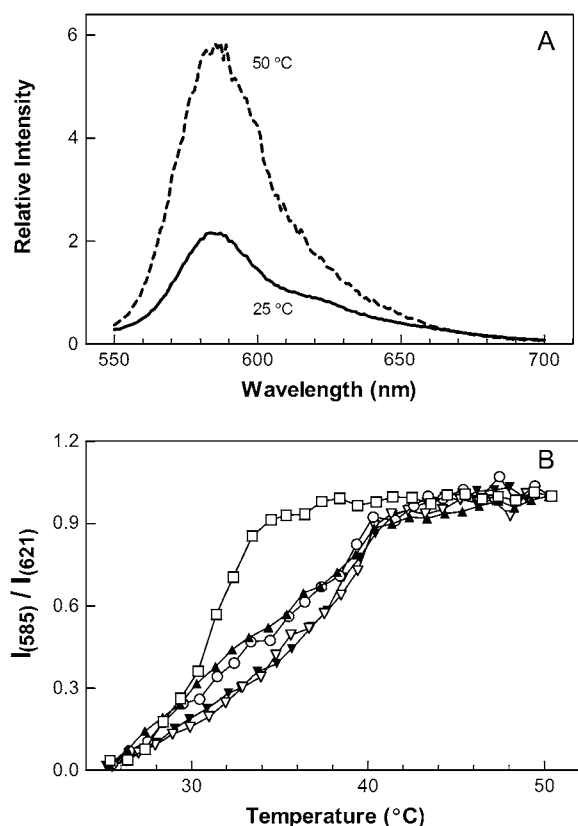 A
6
50 °C
4
Relative Intensity
2
25 °C
0
550 600 650 700
Wavelength (nm)
1.2
B
0.9
I(585) / I(621)
0.6
0.3
0.0
30 40 50
Temperature (°C)